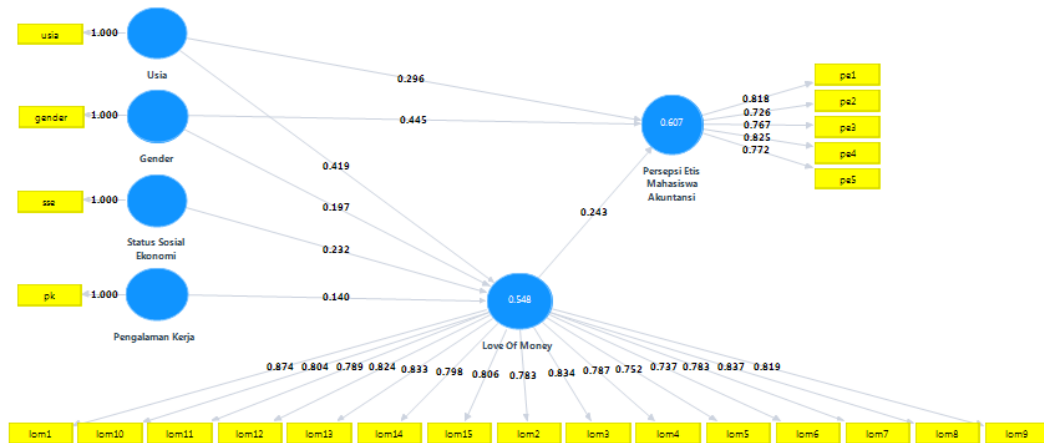 usia
1.000
Usia
0.296
pe1
0.818
pe2
0.726
gender
1.000
0.445
0.607
0.767
pe3
0.825
pe4
Gender
0.772
0.419
Persepsi Etis
Mahasiswa
Akuntansi
pe5
0.197
sse
1.000
0.243
Status Sosial
Ekonomi
0.232
pk
1.000
0.140
0.548
Pengalaman Kerja
Love Of Money
0.874 0.804 0.789 0.824 0.833 0.798 0.806 0.783 0.834 0.787 0.752 0.737 0.783 0.837 0.819
lom1 lom10 lom11 lom12 lom13 lom14 lom15 lom2 lom3 lom4 lom5 lom6 lom7 lom8 lom9